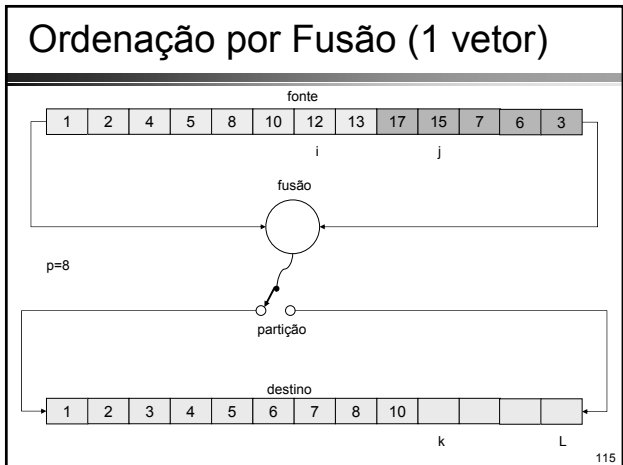 Ordenação por Fusão (1 vetor)
fonte
1 2 4 5 8 10 12 13 17 15 7 6 3
i j
fusão
p=8
partição
destino
1 2 3 4 5 6 7 8 10
k L
115